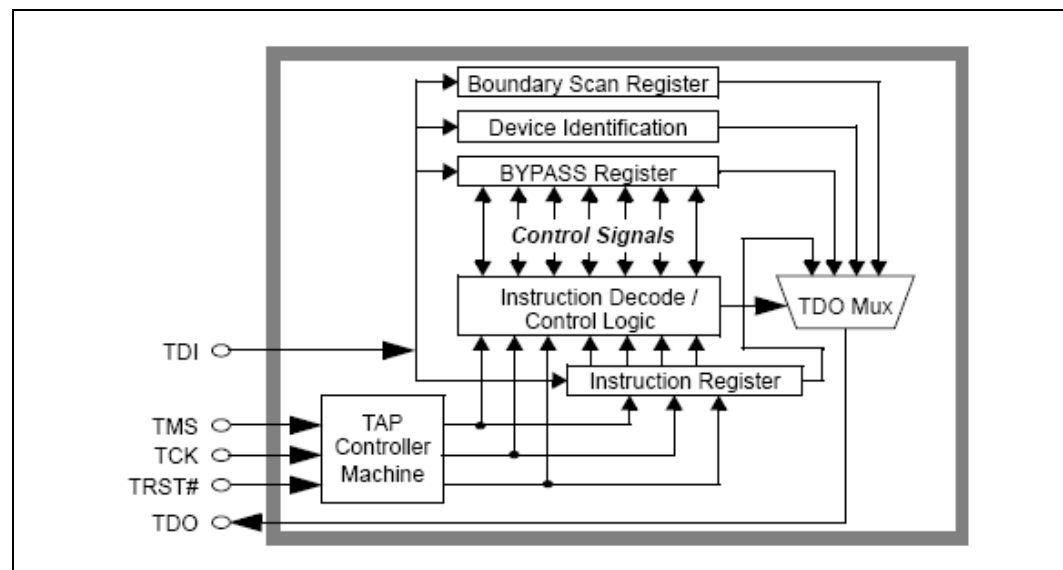 Boundary Scan Register
Device Identification
BYPASS Register
Control Signals
Instruction Decode /
Control Logic
TDO Mux
TDI
Instruction Register
TMS
TCK
TRST#
TDO
TAP
Controller
Machine